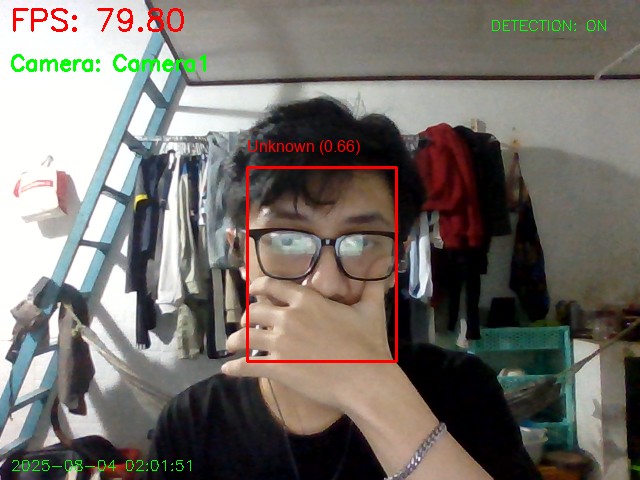 FPS: 79.80
DETECTION: ON
Camera: Camera1
Unknown (0.66)
2025-08-04 02:01:51